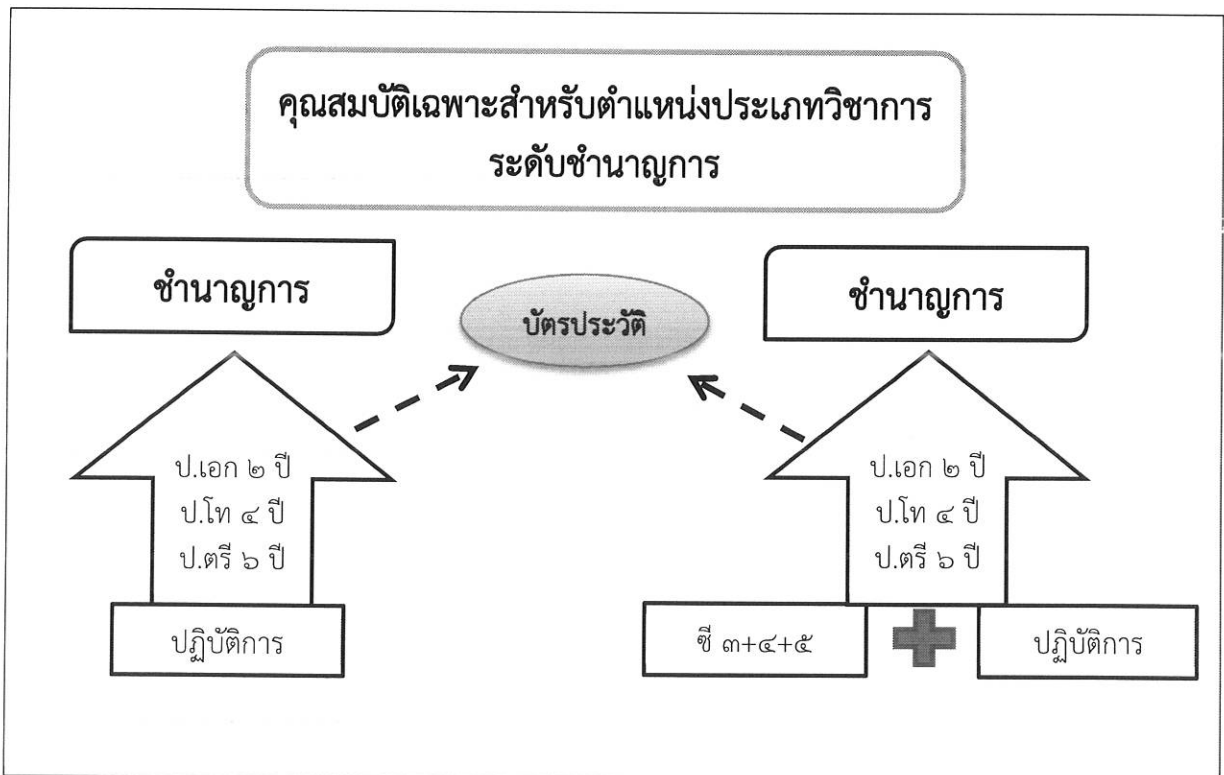 คุณสมบัติเฉพาะสำหรับตำแหน่งประเภทวิชาการ
ระดับชำนาญการ
ชำนาญการ
บัตรประวัติ
ชำนาญการ
ป.เอก ๒ ปี
ป.โท ๔ ปี
ป.ตรี ๖ ปี
ปฏิบัติการ
ป.เอก ๒ ปี
ป.โท ๔ ปี
ป.ตรี ๖ ปี
ซี ๓+๔+๕
ปฏิบัติการ